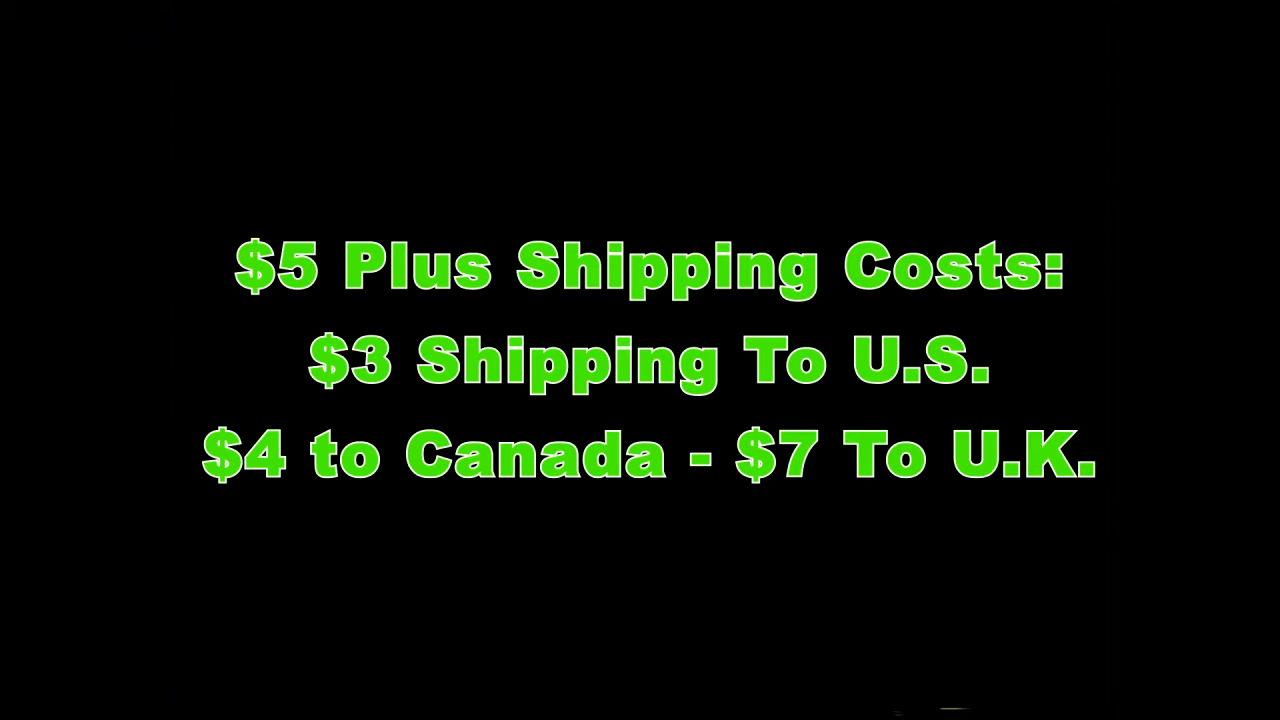 $5 Plus Shipping Costs:
$3 Shipping To U.S.
$4 to Canada - $7 To U.K.